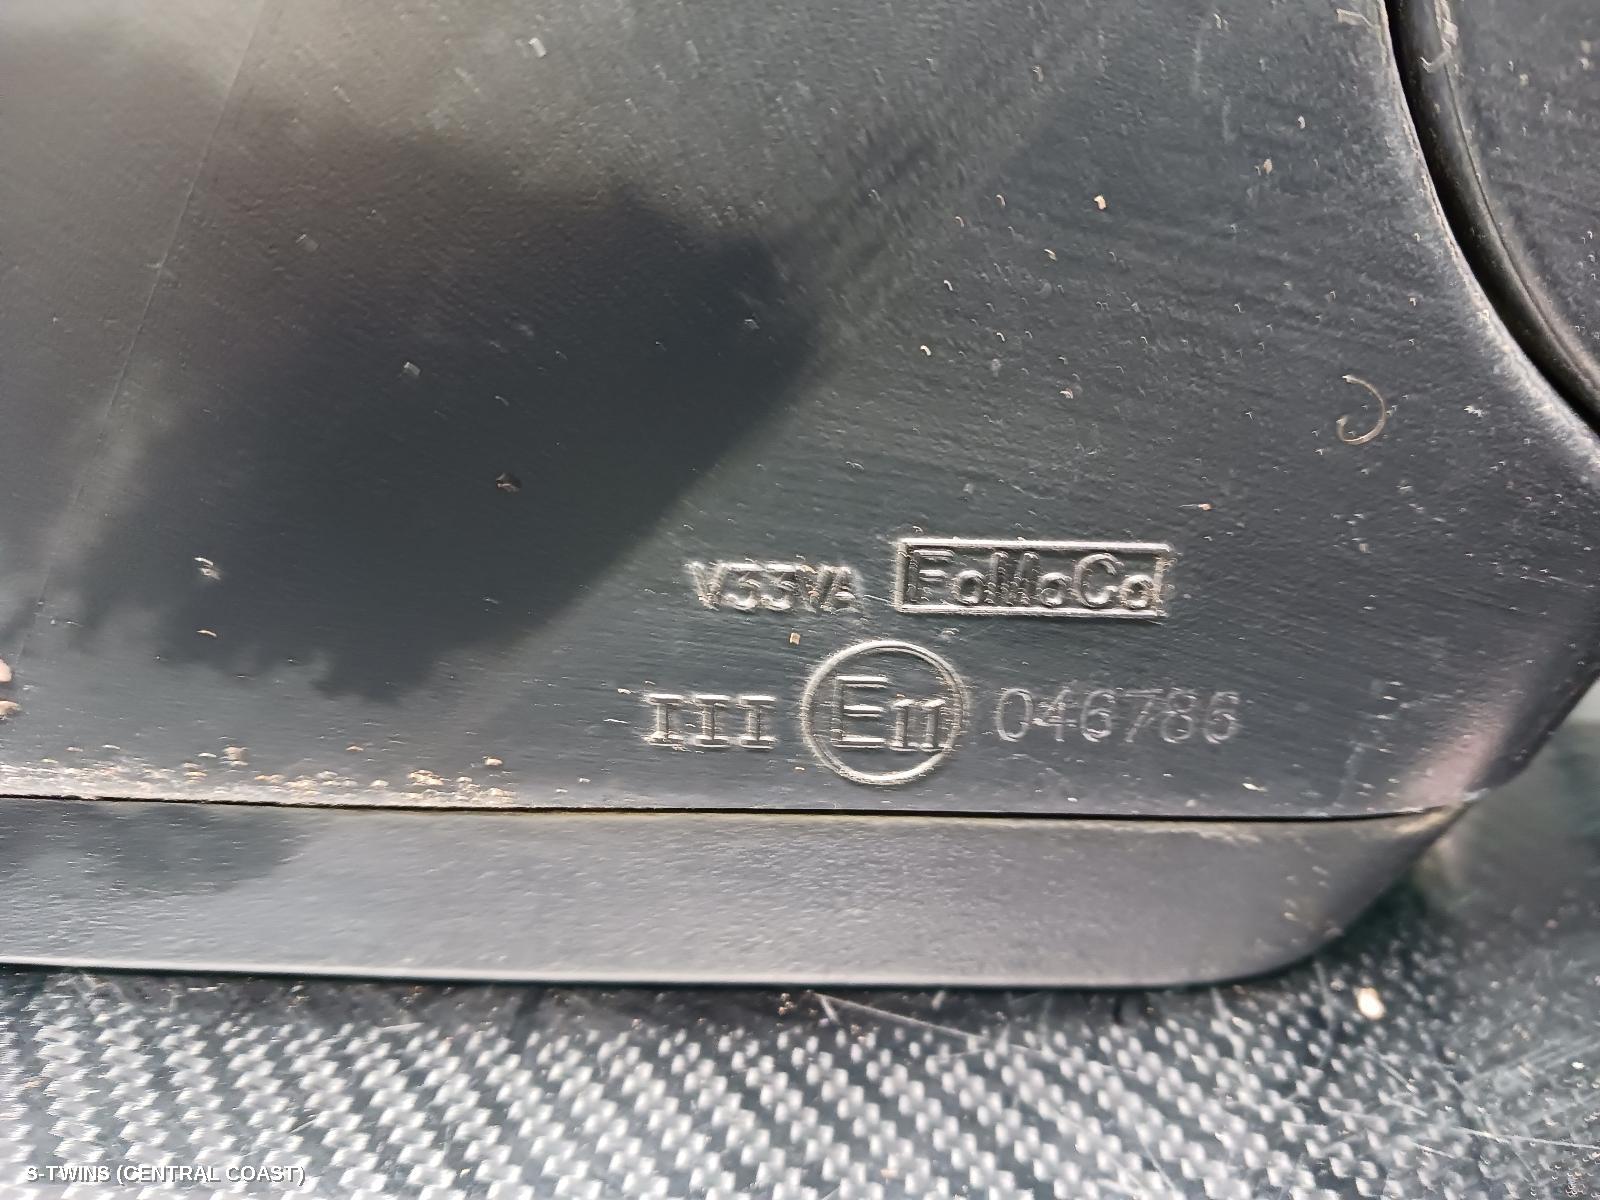 V33VA FoMoCo
III E11 046786
S-TWINS (CENTRAL COAST)